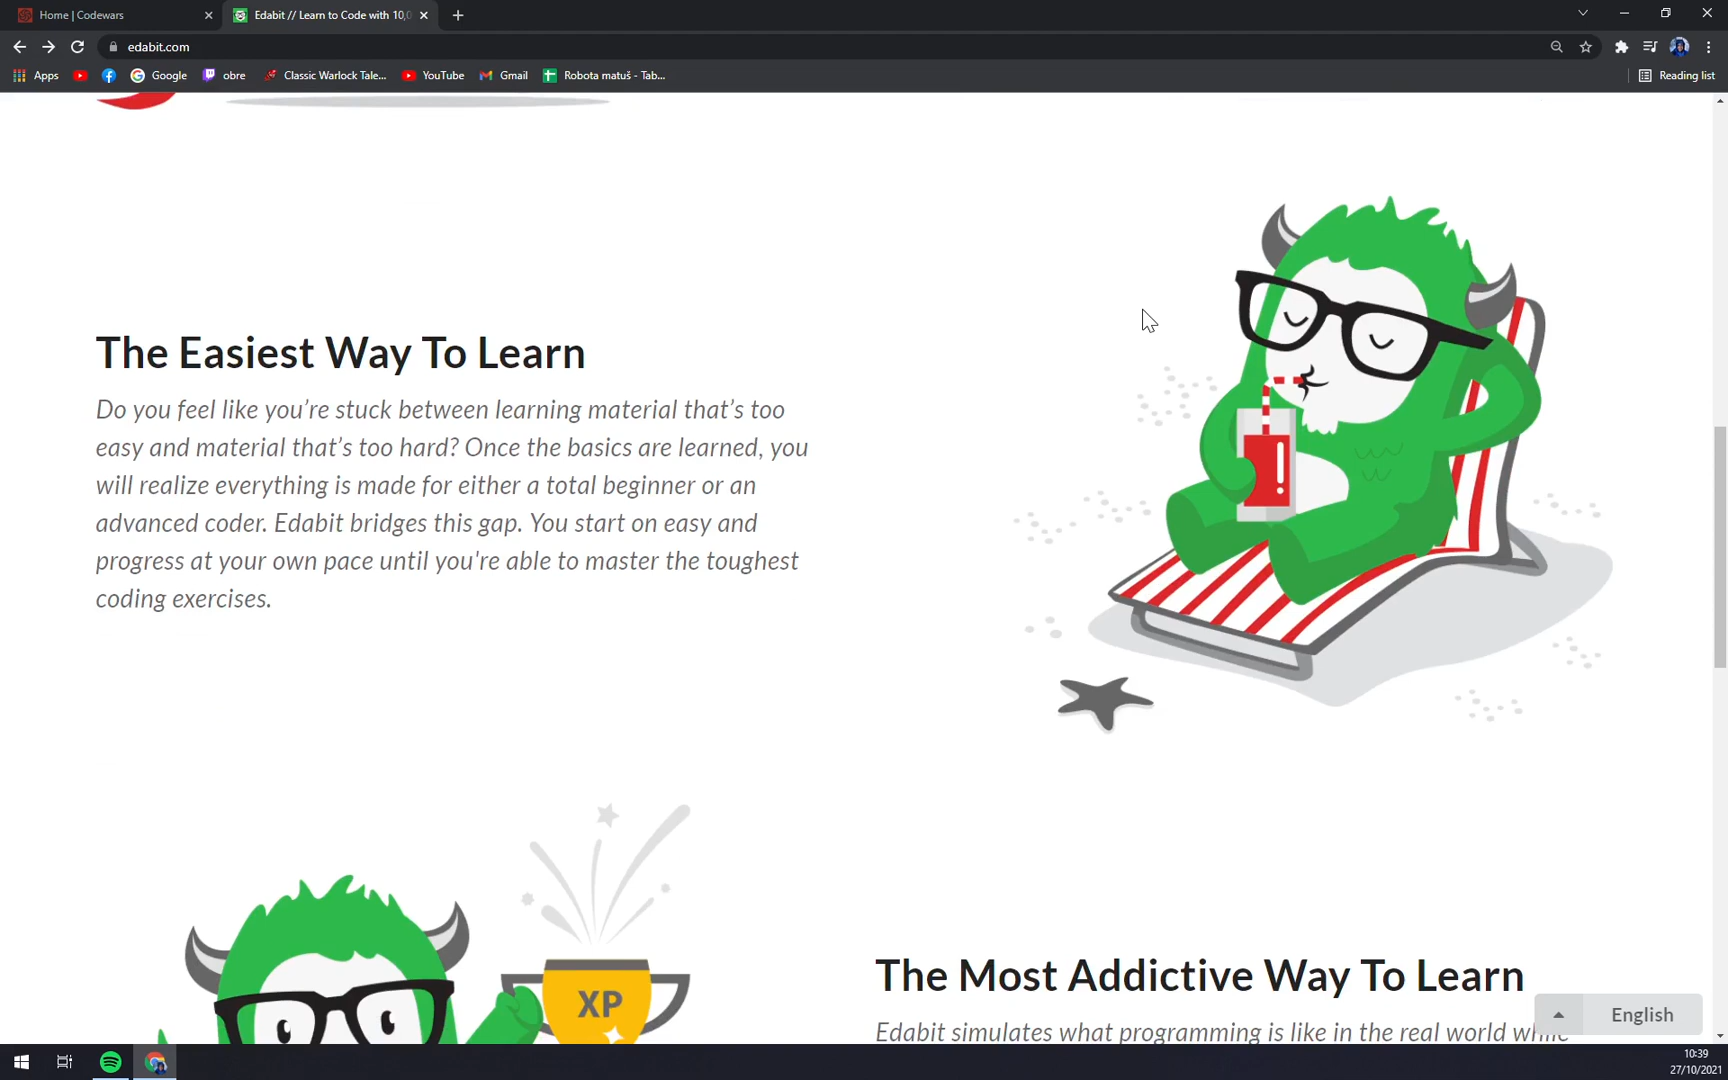 Home | Codewars
Edabit // Learn to Code with 10,0
edabit.com
Apps
Google
obre
Classic Warlock Tale...
YouTube
Gmail
Robota matuš - Tab...
Reading list
The Easiest Way To Learn
Do you feel like you’re stuck between learning material that’s too
easy and material that’s too hard? Once the basics are learned, you
will realize everything is made for either a total beginner or an
advanced coder. Edabit bridges this gap. You start on easy and
progress at your own pace until you're able to master the toughest
coding exercises.
XP
The Most Addictive Way To Learn
Edabit simulates what programming is like in the real world while
English
10:39
27/10/2021